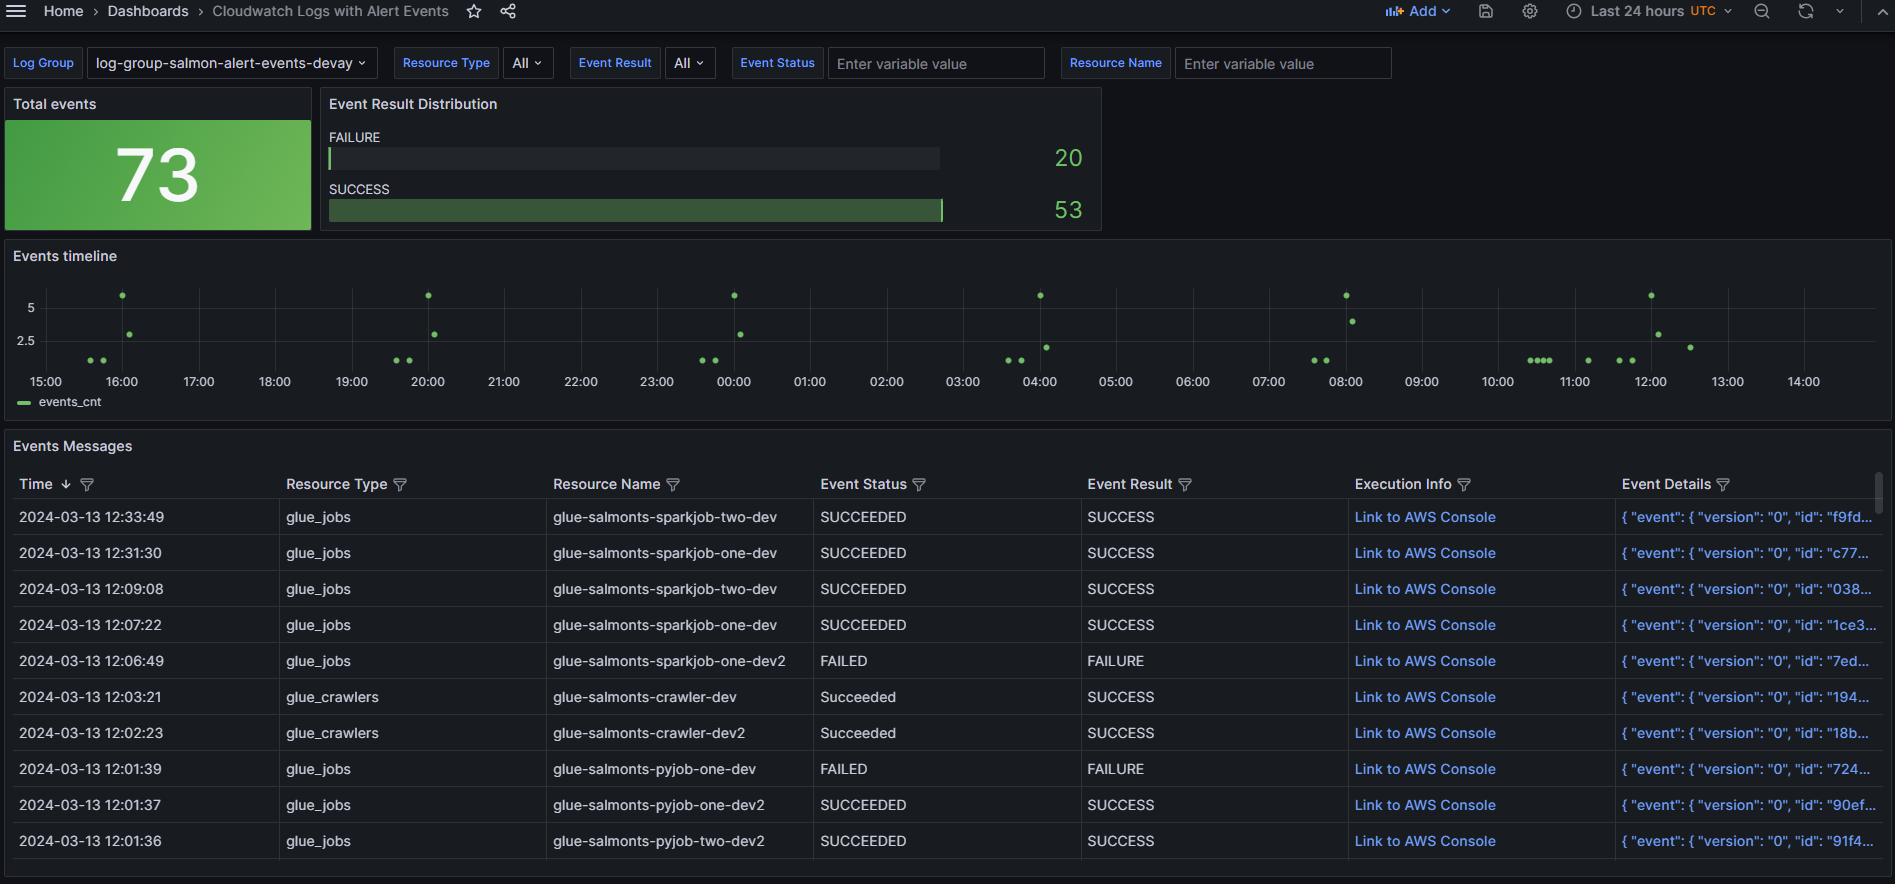 Home › Dashboards › Cloudwatch Logs with Alert Events
Add
Last 24 hours UTC
Log Group log-group-salmon-alert-events-devay Resource Type All Event Result All Event Status Enter variable value Resource Name Enter variable value
Total events
73
Event Result Distribution
FAILURE
20
SUCCESS
53
Events timeline
5
2.5
15:00 16:00 17:00 18:00 19:00 20:00 21:00 22:00 23:00 00:00 01:00 02:00 03:00 04:00 05:00 06:00 07:00 08:00 09:00 10:00 11:00 12:00 13:00 14:00
events_cnt
Events Messages
Time Resource Type Resource Name Event Status Event Result Execution Info Event Details
2024-03-13 12:33:49 glue_jobs glue-salmonts-sparkjob-two-dev SUCCEEDED SUCCESS Link to AWS Console { "event": { "version": "0", "id": "f9fd...
2024-03-13 12:31:30 glue_jobs glue-salmonts-sparkjob-one-dev SUCCEEDED SUCCESS Link to AWS Console { "event": { "version": "0", "id": "c77...
2024-03-13 12:09:08 glue_jobs glue-salmonts-sparkjob-two-dev SUCCEEDED SUCCESS Link to AWS Console { "event": { "version": "0", "id": "038...
2024-03-13 12:07:22 glue_jobs glue-salmonts-sparkjob-one-dev SUCCEEDED SUCCESS Link to AWS Console { "event": { "version": "0", "id": "1ce3...
2024-03-13 12:06:49 glue_jobs glue-salmonts-sparkjob-one-dev2 FAILED FAILURE Link to AWS Console { "event": { "version": "0", "id": "7ed...
2024-03-13 12:03:21 glue_crawlers glue-salmonts-crawler-dev Succeeded SUCCESS Link to AWS Console { "event": { "version": "0", "id": "194...
2024-03-13 12:02:23 glue_crawlers glue-salmonts-crawler-dev2 Succeeded SUCCESS Link to AWS Console { "event": { "version": "0", "id": "18b...
2024-03-13 12:01:39 glue_jobs glue-salmonts-pyjob-one-dev FAILED FAILURE Link to AWS Console { "event": { "version": "0", "id": "724...
2024-03-13 12:01:37 glue_jobs glue-salmonts-pyjob-one-dev2 SUCCEEDED SUCCESS Link to AWS Console { "event": { "version": "0", "id": "90ef...
2024-03-13 12:01:36 glue_jobs glue-salmonts-pyjob-two-dev2 SUCCEEDED SUCCESS Link to AWS Console { "event": { "version": "0", "id": "91f4...